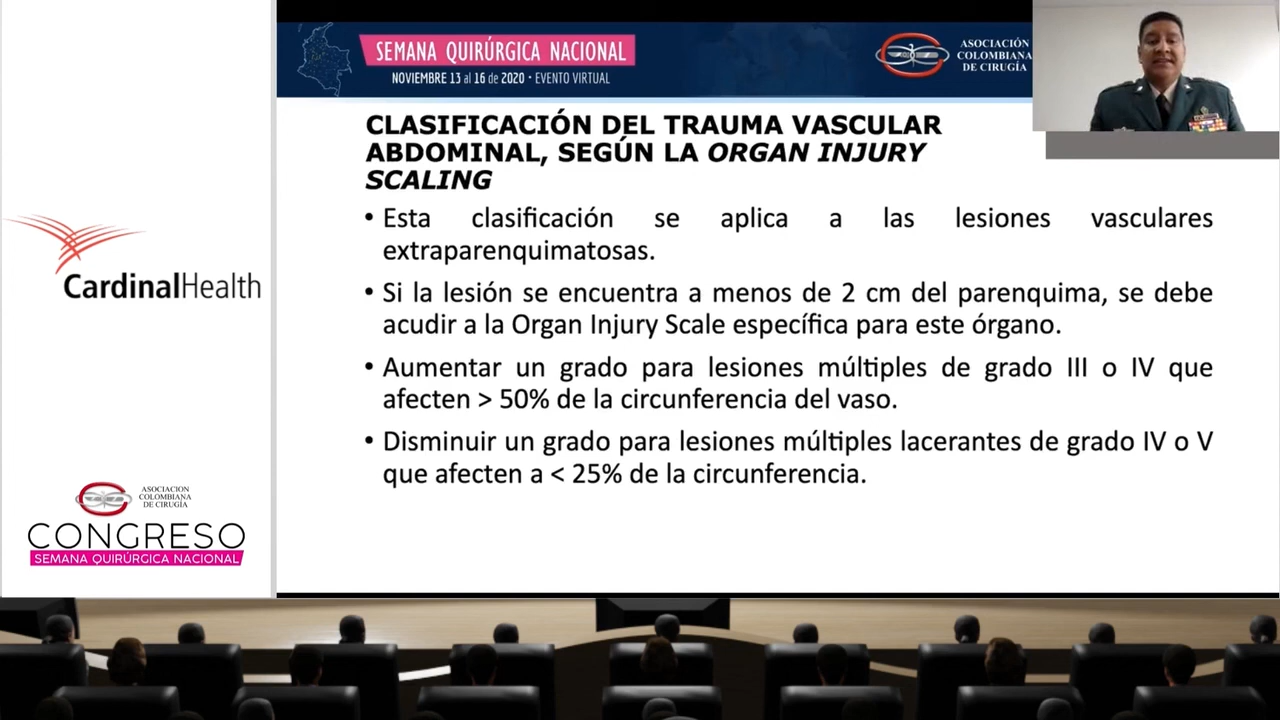 SEMANA QUIRÚRGICA NACIONAL
NOVIEMBRE 13 al 16 de 2020 • EVENTO VIRTUAL
ASOCIACIÓN
COLOMBIANA
DE CIRUGÍA
CLASIFICACIÓN DEL TRAUMA VASCULAR
ABDOMINAL, SEGÚN LA ORGAN INJURY
SCALING
• Esta clasificación se aplica a las lesiones vasculares
extraparenquimatosas.
• Si la lesión se encuentra a menos de 2 cm del parenquima, se debe
acudir a la Organ Injury Scale específica para este órgano.
• Aumentar un grado para lesiones múltiples de grado III o IV que
afecten > 50% de la circunferencia del vaso.
• Disminuir un grado para lesiones múltiples lacerantes de grado IV o V
que afecten a < 25% de la circunferencia.
CardinalHealth
ASOCIACION
COLOMBIANA
DE CIRUGÍA
CONGRESO
SEMANA QUIRÚRGICA NACIONAL